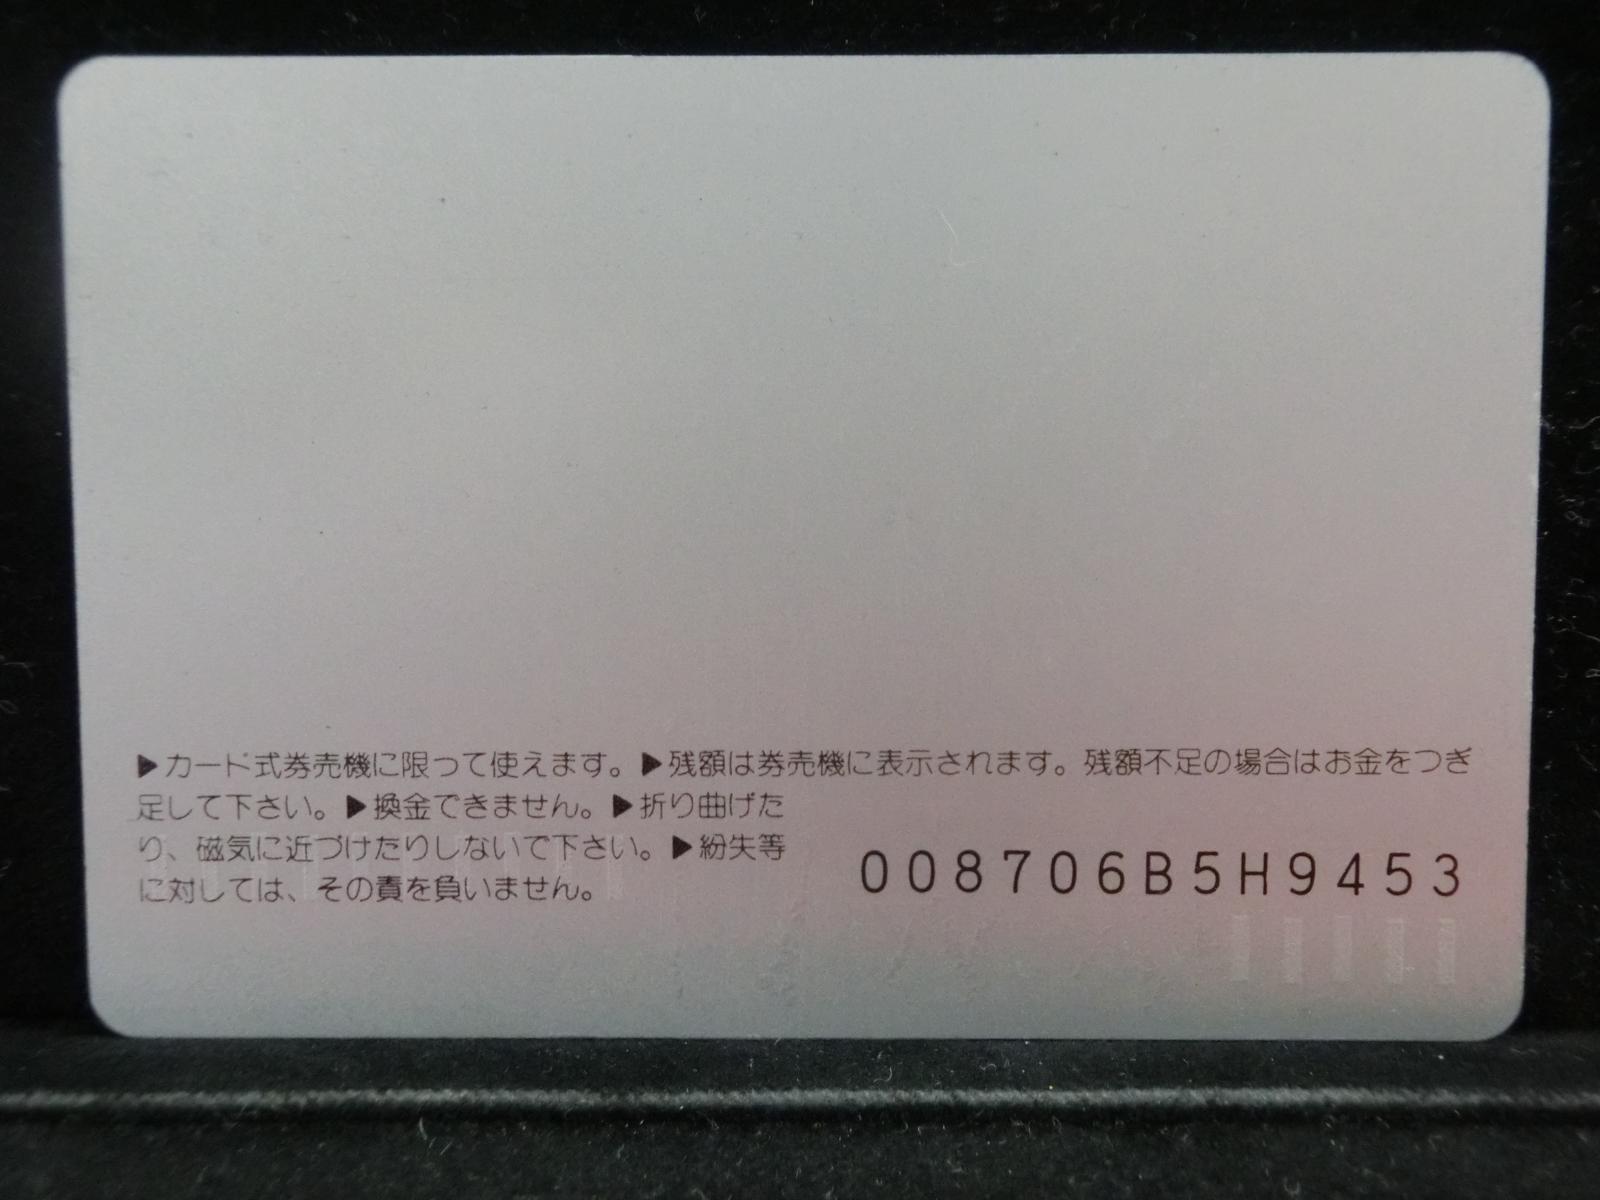 ▶カード式券売機に限って使えます。▶残額は券売機に表示されます。残額不足の場合はお金をつぎ
足して下さい。▶換金できません。▶折り曲げた
り、磁気に近づけたりしないで下さい。▶紛失等
に対しては、その責を負いません。
008706B5H9453